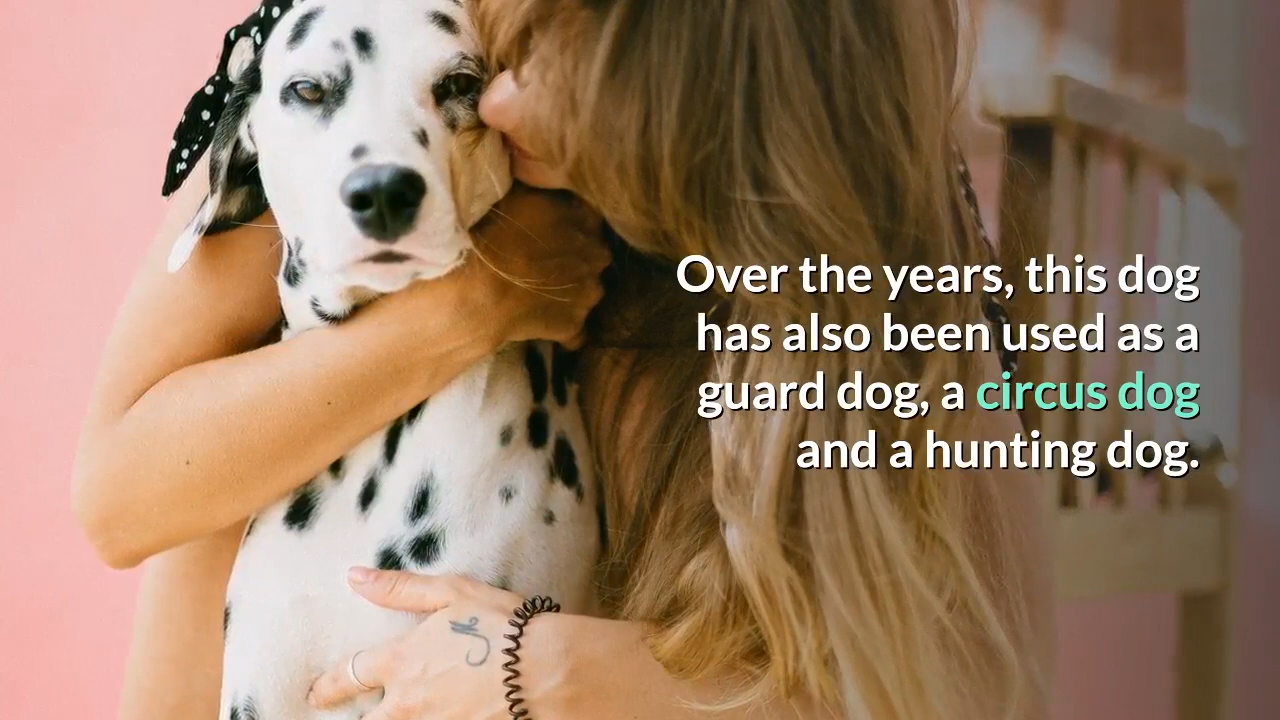 Over the years, this dog
has also been used as a
guard dog, a circus dog
and a hunting dog.